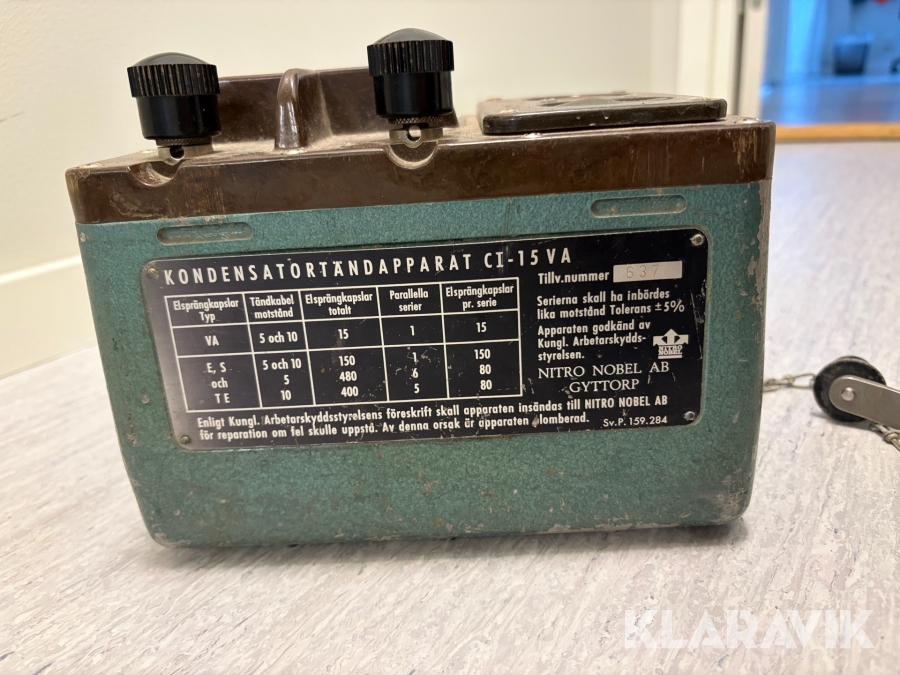 KONDENSATORTÄNDAPPARAT CI-15 VA
Tillv.nummer 637
Elsprängkapslar Typ | Tändkabel motstånd | Elsprängkapslar totalt | Parallella serier | Elsprängkapslar pr. serie
VA | 5 och 10 | 15 | 1 | 15
E, S | 5 och 10 | 150 | 1 | 150
och | 5 | 480 | 6 | 80
T E | 10 | 400 | 5 | 80
Serierna skall ha inbördes
lika motstånd Tolerans ±5%
Apparaten godkänd av
Kungl. Arbetarskydds-
styrelsen.
NITRO
NOBEL
NITRO NOBEL AB
GYTTORP
Enligt Kungl. Arbetarskyddsstyrelsens föreskrift skall apparaten insändas till NITRO NOBEL AB
för reparation om fel skulle uppstå. Av denna orsak är apparaten plomberad.
Sv.P. 159.284
KLARAVIK